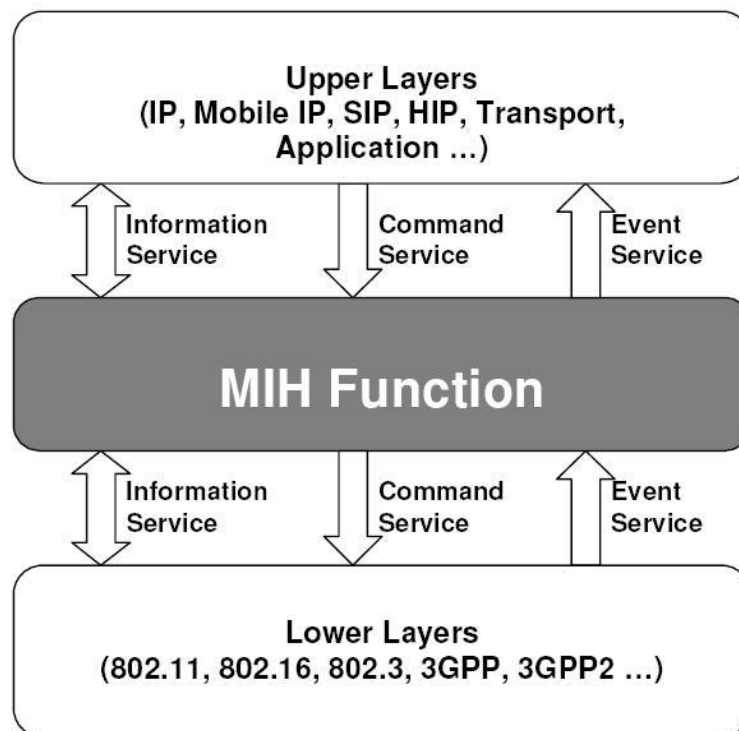 Upper Layers
(IP, Mobile IP, SIP, HIP, Transport,
Application ...)
Information
Service
Command
Service
Event
Service
MIH Function
Information
Service
Command
Service
Event
Service
Lower Layers
(802.11, 802.16, 802.3, 3GPP, 3GPP2 ...)